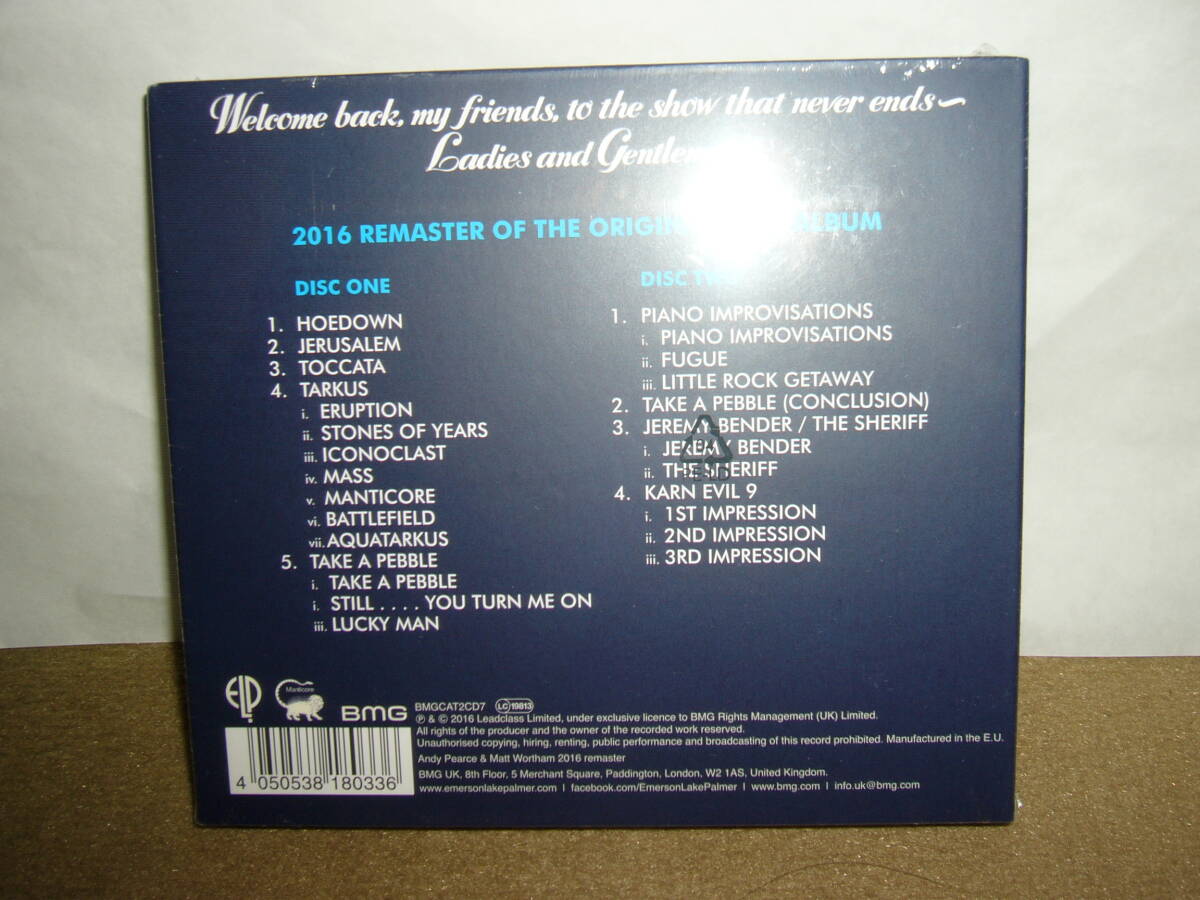 Welcome back, my friends, to the show that never ends~
Ladies and
2016 REMASTER OF THE
DISC ONE
1. HOEDOWN
2. JERUSALEM
3. TOCCATA
4. TARKUS
i. ERUPTION
ii. STONES OF YEARS
iii. ICONOCLAST
iv. MASS
v. MANTICORE
vi. BATTLEFIELD
vii. AQUATARKUS
5. TAKE A PEBBLE
i. TAKE A PEBBLE
i. STILL . . . . YOU TURN ME ON
iii. LUCKY MAN
DISC
1. PIANO IMPROVISATIONS
i. PIANO IMPROVISATIONS
ii. FUGUE
iii. LITTLE ROCK GETAWAY
2. TAKE A PEBBLE (CONCLUSION)
3. JEREMY BENDER / THE SHERIFF
i. JEREMY BENDER
ii. THE SHERIFF
4. KARN EVIL 9
i. 1ST IMPRESSION
ii. 2ND IMPRESSION
iii. 3RD IMPRESSION
ELP
Manticore
BMG
BMGCAT2CD7 LC 19813
℗ & © 2016 Leadclass Limited, under exclusive licence to BMG Rights Management (UK) Limited.
All rights of the producer and the owner of the recorded work reserved.
Unauthorised copying, hiring, renting, public performance and broadcasting of this record prohibited. Manufactured in the E.U.
Andy Pearce & Matt Wortham 2016 remaster
BMG UK, 8th Floor, 5 Merchant Square, Paddington, London, W2 1AS, United Kingdom.
www.emersonlakepalmer.com | facebook.com/EmersonLakePalmer | www.bmg.com | info.uk@bmg.com
4 050538 180336